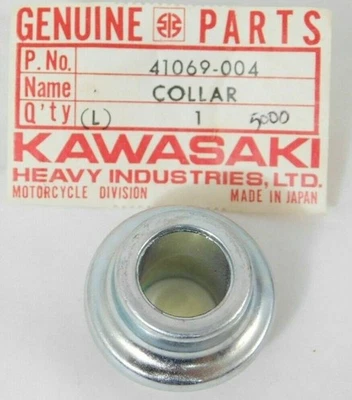 GENUINE PARTS
P. No. 41069-004
Name COLLAR
Q'ty (L) 1 5000
KAWASAKI
HEAVY INDUSTRIES, LTD.
MOTORCYCLE DIVISION MADE IN JAPAN